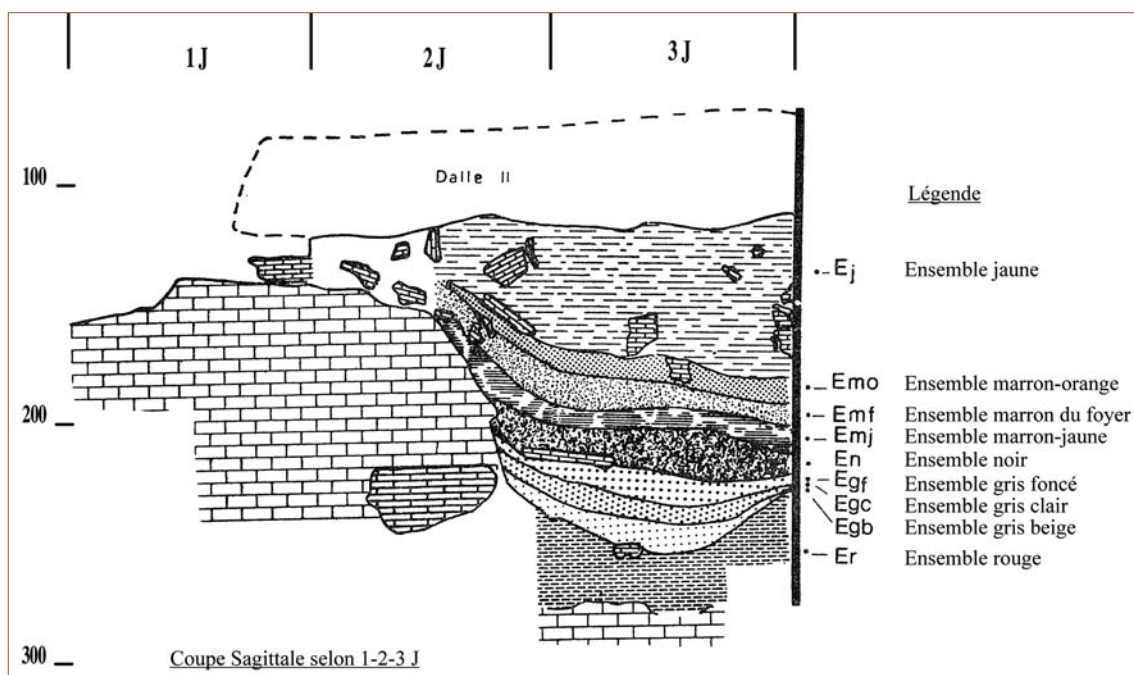 1J 2J 3J
100
Dalle II
Légende
Ej Ensemble jaune
Emo Ensemble marron-orange
Emf Ensemble marron du foyer
200
Emj Ensemble marron-jaune
En Ensemble noir
Egf Ensemble gris foncé
Egc Ensemble gris clair
Egb Ensemble gris beige
Er Ensemble rouge
300
Coupe Sagittale selon 1-2-3 J